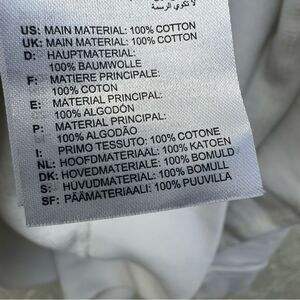 US: MAIN MATERIAL: 100% COTTON
UK: MAIN MATERIAL: 100% COTTON
D: HAUPTMATERIAL:
100% BAUMWOLLE
F: MATIERE PRINCIPALE:
100% COTON
E: MATERIAL PRINCIPAL:
100% ALGODÓN
P: MATERIAL PRINCIPAL:
100% ALGODÃO
I: PRIMO TESSUTO: 100% COTONE
NL: HOOFDMATERIAAL: 100% KATOEN
DK: HOVEDMATERIALE: 100% BOMULD
S: HUVUDMATERIAL: 100% BOMULL
SF: PÄÄMATERIAALI: 100% PUUVILLA